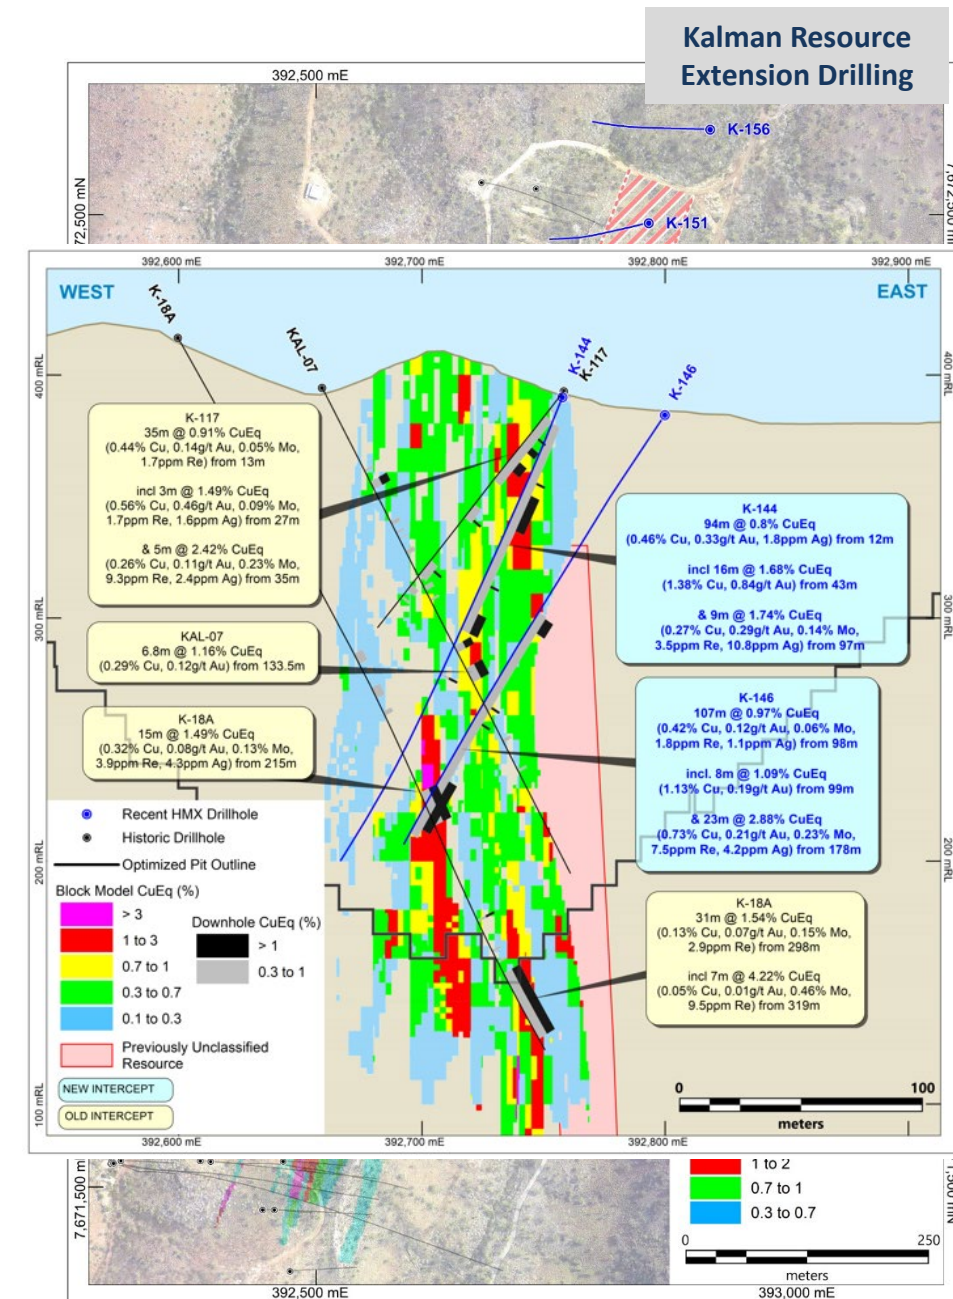 Kalman Resource
Extension Drilling
392,500 mE
K-156
72,500 mN
K-151
392,600 mE
392,700 mE
392,800 mE
392,900 mE
WEST
EAST
K-18A
KAL-07
K-144
K-117
K-146
400 mRL
400 mRL
K-117
35m @ 0.91% CuEq
(0.44% Cu, 0.14g/t Au, 0.05% Mo,
1.7ppm Re) from 13m
incl 3m @ 1.49% CuEq
(0.56% Cu, 0.46g/t Au, 0.09% Mo,
1.7ppm Re, 1.6ppm Ag) from 27m
& 5m @ 2.42% CuEq
(0.26% Cu, 0.11g/t Au, 0.23% Mo,
9.3ppm Re, 2.4ppm Ag) from 35m
K-144
94m @ 0.8% CuEq
(0.46% Cu, 0.33g/t Au, 1.8ppm Ag) from 12m
incl 16m @ 1.68% CuEq
(1.38% Cu, 0.84g/t Au) from 43m
& 9m @ 1.74% CuEq
(0.27% Cu, 0.29g/t Au, 0.14% Mo,
3.5ppm Re, 10.8ppm Ag) from 97m
300 mRL
300 mRL
KAL-07
6.8m @ 1.16% CuEq
(0.29% Cu, 0.12g/t Au) from 133.5m
K-18A
15m @ 1.49% CuEq
(0.32% Cu, 0.08g/t Au, 0.13% Mo,
3.9ppm Re, 4.3ppm Ag) from 215m
K-146
107m @ 0.97% CuEq
(0.42% Cu, 0.12g/t Au, 0.06% Mo,
1.8ppm Re, 1.1ppm Ag) from 98m
incl. 8m @ 1.09% CuEq
(1.13% Cu, 0.19g/t Au) from 99m
& 23m @ 2.88% CuEq
(0.73% Cu, 0.21g/t Au, 0.23% Mo,
7.5ppm Re, 4.2ppm Ag) from 178m
200 mRL
200 mRL
K-18A
31m @ 1.54% CuEq
(0.13% Cu, 0.07g/t Au, 0.15% Mo,
2.9ppm Re) from 298m
incl 7m @ 4.22% CuEq
(0.05% Cu, 0.01g/t Au, 0.46% Mo,
9.5ppm Re) from 319m
Recent HMX Drillhole
Historic Drillhole
Optimized Pit Outline
Block Model CuEq (%)
> 3
1 to 3
0.7 to 1
0.3 to 0.7
0.1 to 0.3
Downhole CuEq (%)
> 1
0.3 to 1
Previously Unclassified
Resource
NEW INTERCEPT
OLD INTERCEPT
100 mRL
0 100
meters
392,600 mE
392,700 mE
392,800 mE
1 to 2
0.7 to 1
0.3 to 0.7
7,671,500 m
0 250
meters
392,500 mE
393,000 mE